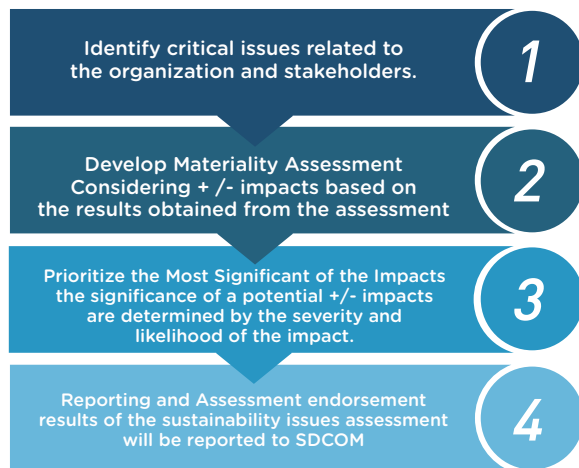 Identify critical issues related to
the organization and stakeholders.
1
Develop Materiality Assessment
Considering + /- impacts based on
the results obtained from the assessment
2
Prioritize the Most Significant of the Impacts
the significance of a potential +/- impacts
are determined by the severity and
likelihood of the impact.
3
Reporting and Assessment endorsement
results of the sustainability issues assessment
will be reported to SDCOM
4